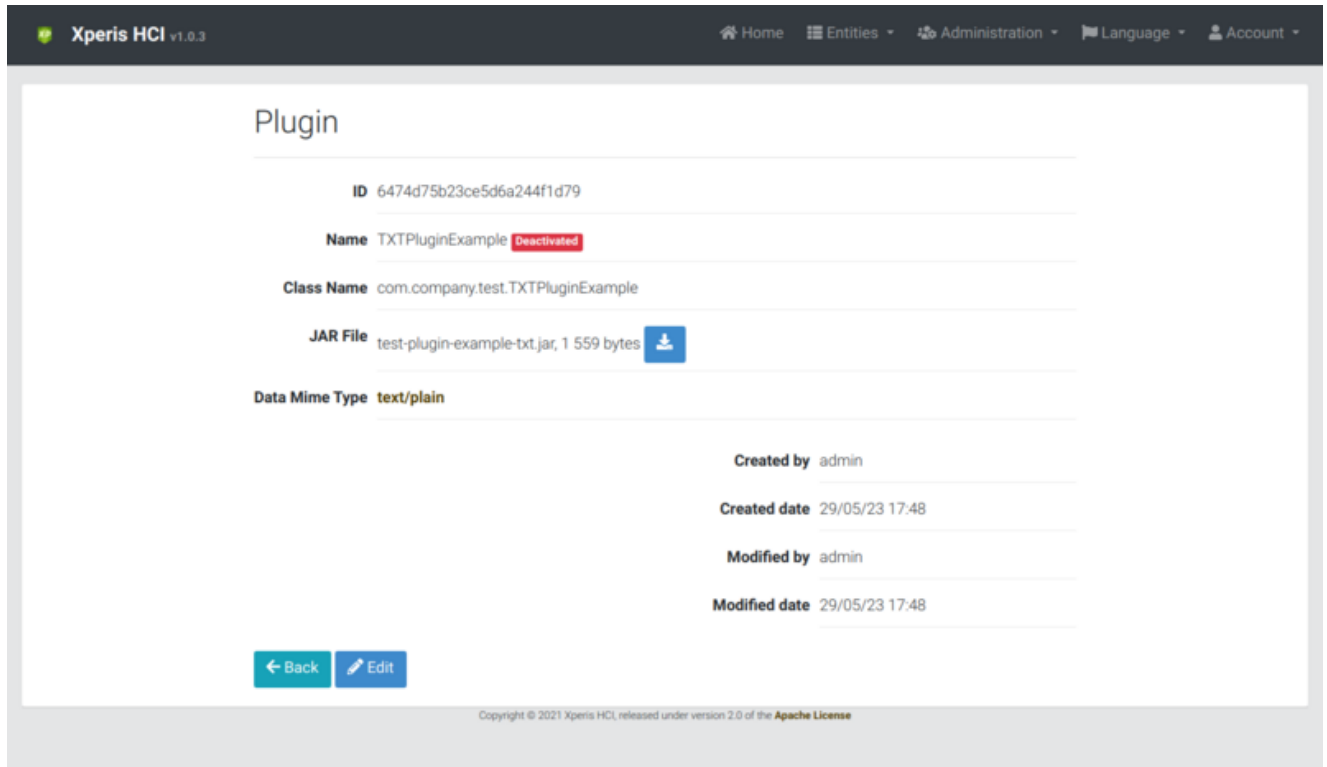 Xperis HCI v1.0.3 Home Entities Administration Language Account
Plugin
ID 6474d75b23ce5d6a244f1d79
Name TXTPluginExample Deactivated
Class Name com.company.test.TXTPluginExample
JAR File test-plugin-example-txt.jar, 1 559 bytes
Data Mime Type text/plain
Created by admin
Created date 29/05/23 17:48
Modified by admin
Modified date 29/05/23 17:48
Back Edit
Copyright © 2021 Xperis HCI, released under version 2.0 of the Apache License